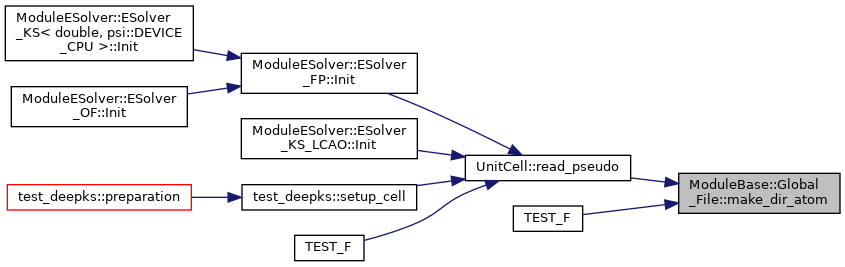 ModuleESolver::ESolver
_KS< double, psi::DEVICE
_CPU >::Init
ModuleESolver::ESolver
_OF::Init
ModuleESolver::ESolver
_FP::Init
ModuleESolver::ESolver
_KS_LCAO::Init
test_deepks::preparation
test_deepks::setup_cell
TEST_F
UnitCell::read_pseudo
TEST_F
ModuleBase::Global
_File::make_dir_atom